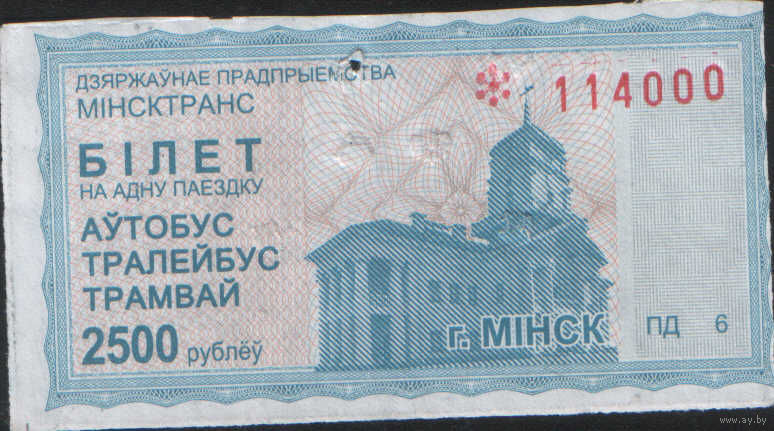 ДЗЯРЖАЎНАЕ ПРАДПРЫЕМСТВА
МІНСКТРАНС
114000
БІЛЕТ
НА АДНУ ПАЕЗДКУ
АЎТОБУС
ТРАЛЕЙБУС
ТРАМВАЙ
2500 рублёў
г. МІНСК
ПД 6
www.ay.by